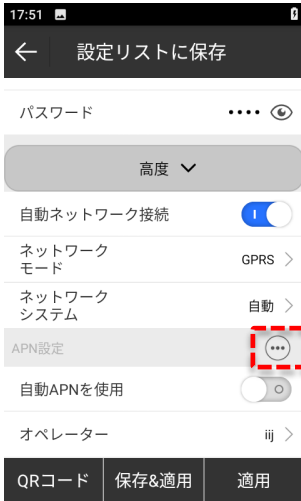 17:51
設定リストに保存
パスワード ••••
高度
自動ネットワーク接続
ネットワーク
モード
GPRS
ネットワーク
システム
自動
APN設定
自動APNを使用
オペレーター iij
QRコード 保存&適用 適用